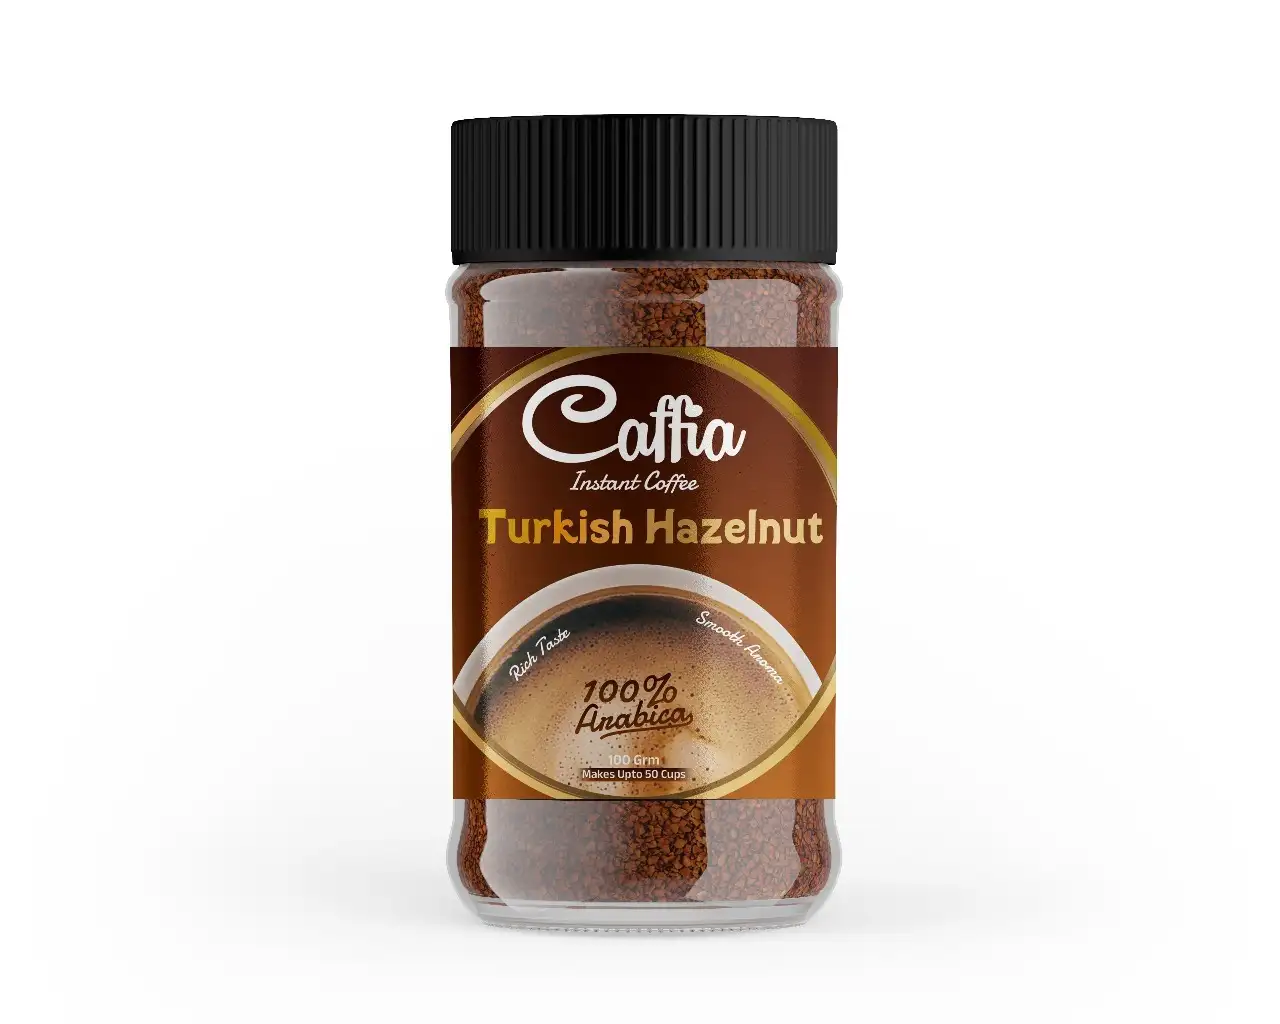 Caffia
Instant Coffee
Turkish Hazelnut
Rich Taste
Smooth Aroma
100%
Arabica
100 Grm
Makes Upto 50 Cups